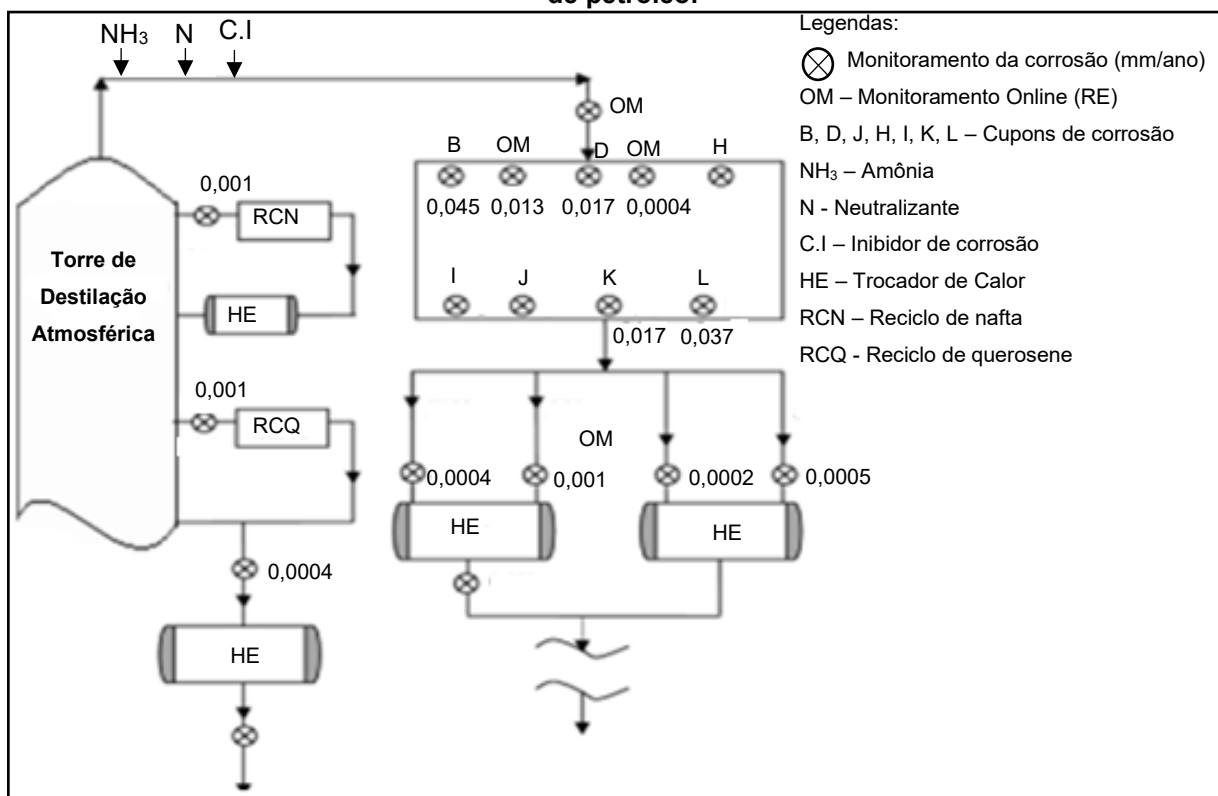 de petróleo.
NH₃ N C.I
Legendas:
Monitoramento da corrosão (mm/ano)
OM – Monitoramento Online (RE)
B, D, J, H, I, K, L – Cupons de corrosão
NH₃ – Amônia
N - Neutralizante
C.I – Inibidor de corrosão
HE – Trocador de Calor
RCN – Reciclo de nafta
RCQ - Reciclo de querosene
OM
B OM D OM H
0,045 0,013 0,017 0,0004
I J K L
0,017 0,037
0,001
RCN
Torre de
Destilação
Atmosférica
HE
0,001
RCQ
OM
0,0004 0,001 0,0002 0,0005
HE HE
0,0004
HE